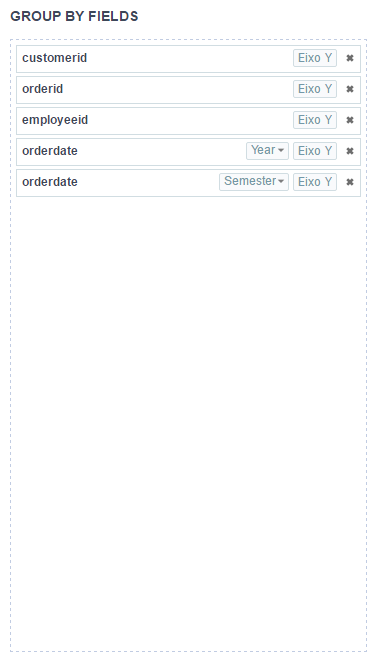 GROUP BY FIELDS
customerid Eixo Y ✖
orderid Eixo Y ✖
employeeid Eixo Y ✖
orderdate Year Eixo Y ✖
orderdate Semester Eixo Y ✖